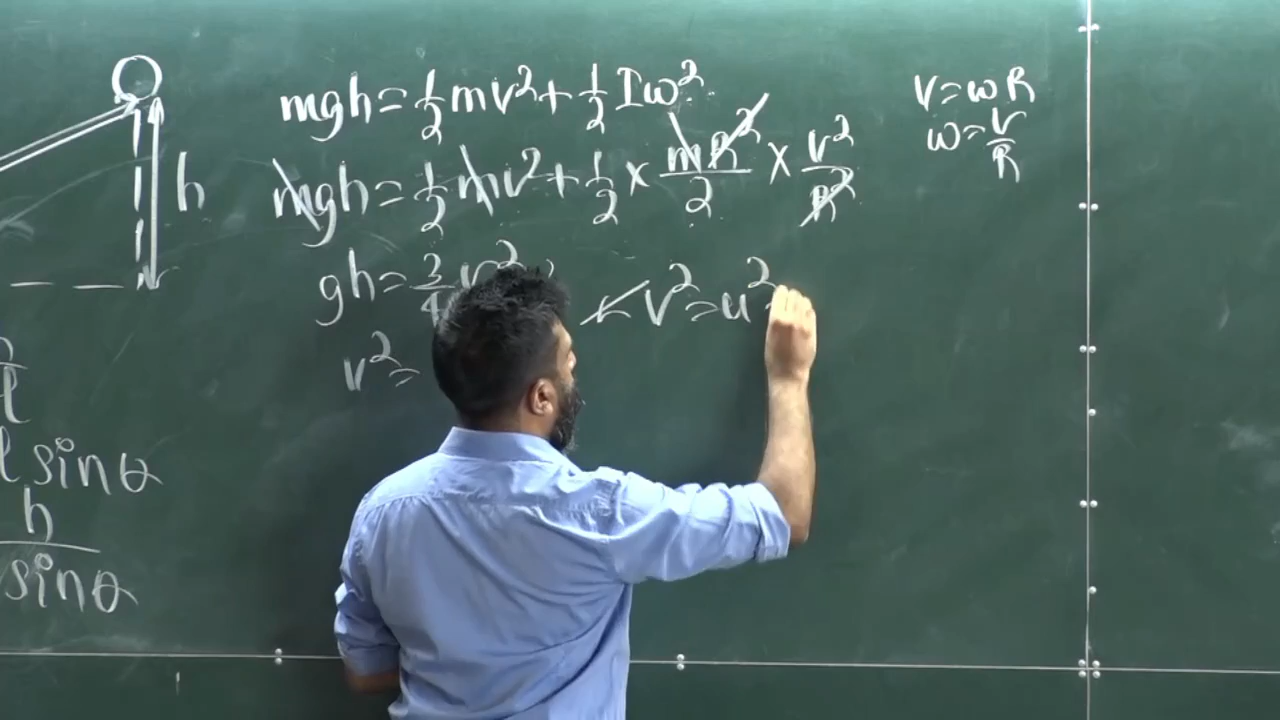 h
l
l sinθ
h
sinθ
mgh = 1/2 mv² + 1/2 Iω²
mgh = 1/2 mv² + 1/2 × mR²/2 × v²/R²
gh = 3/4 v²
v² =
v² = u²
v = ωR
ω = v/R